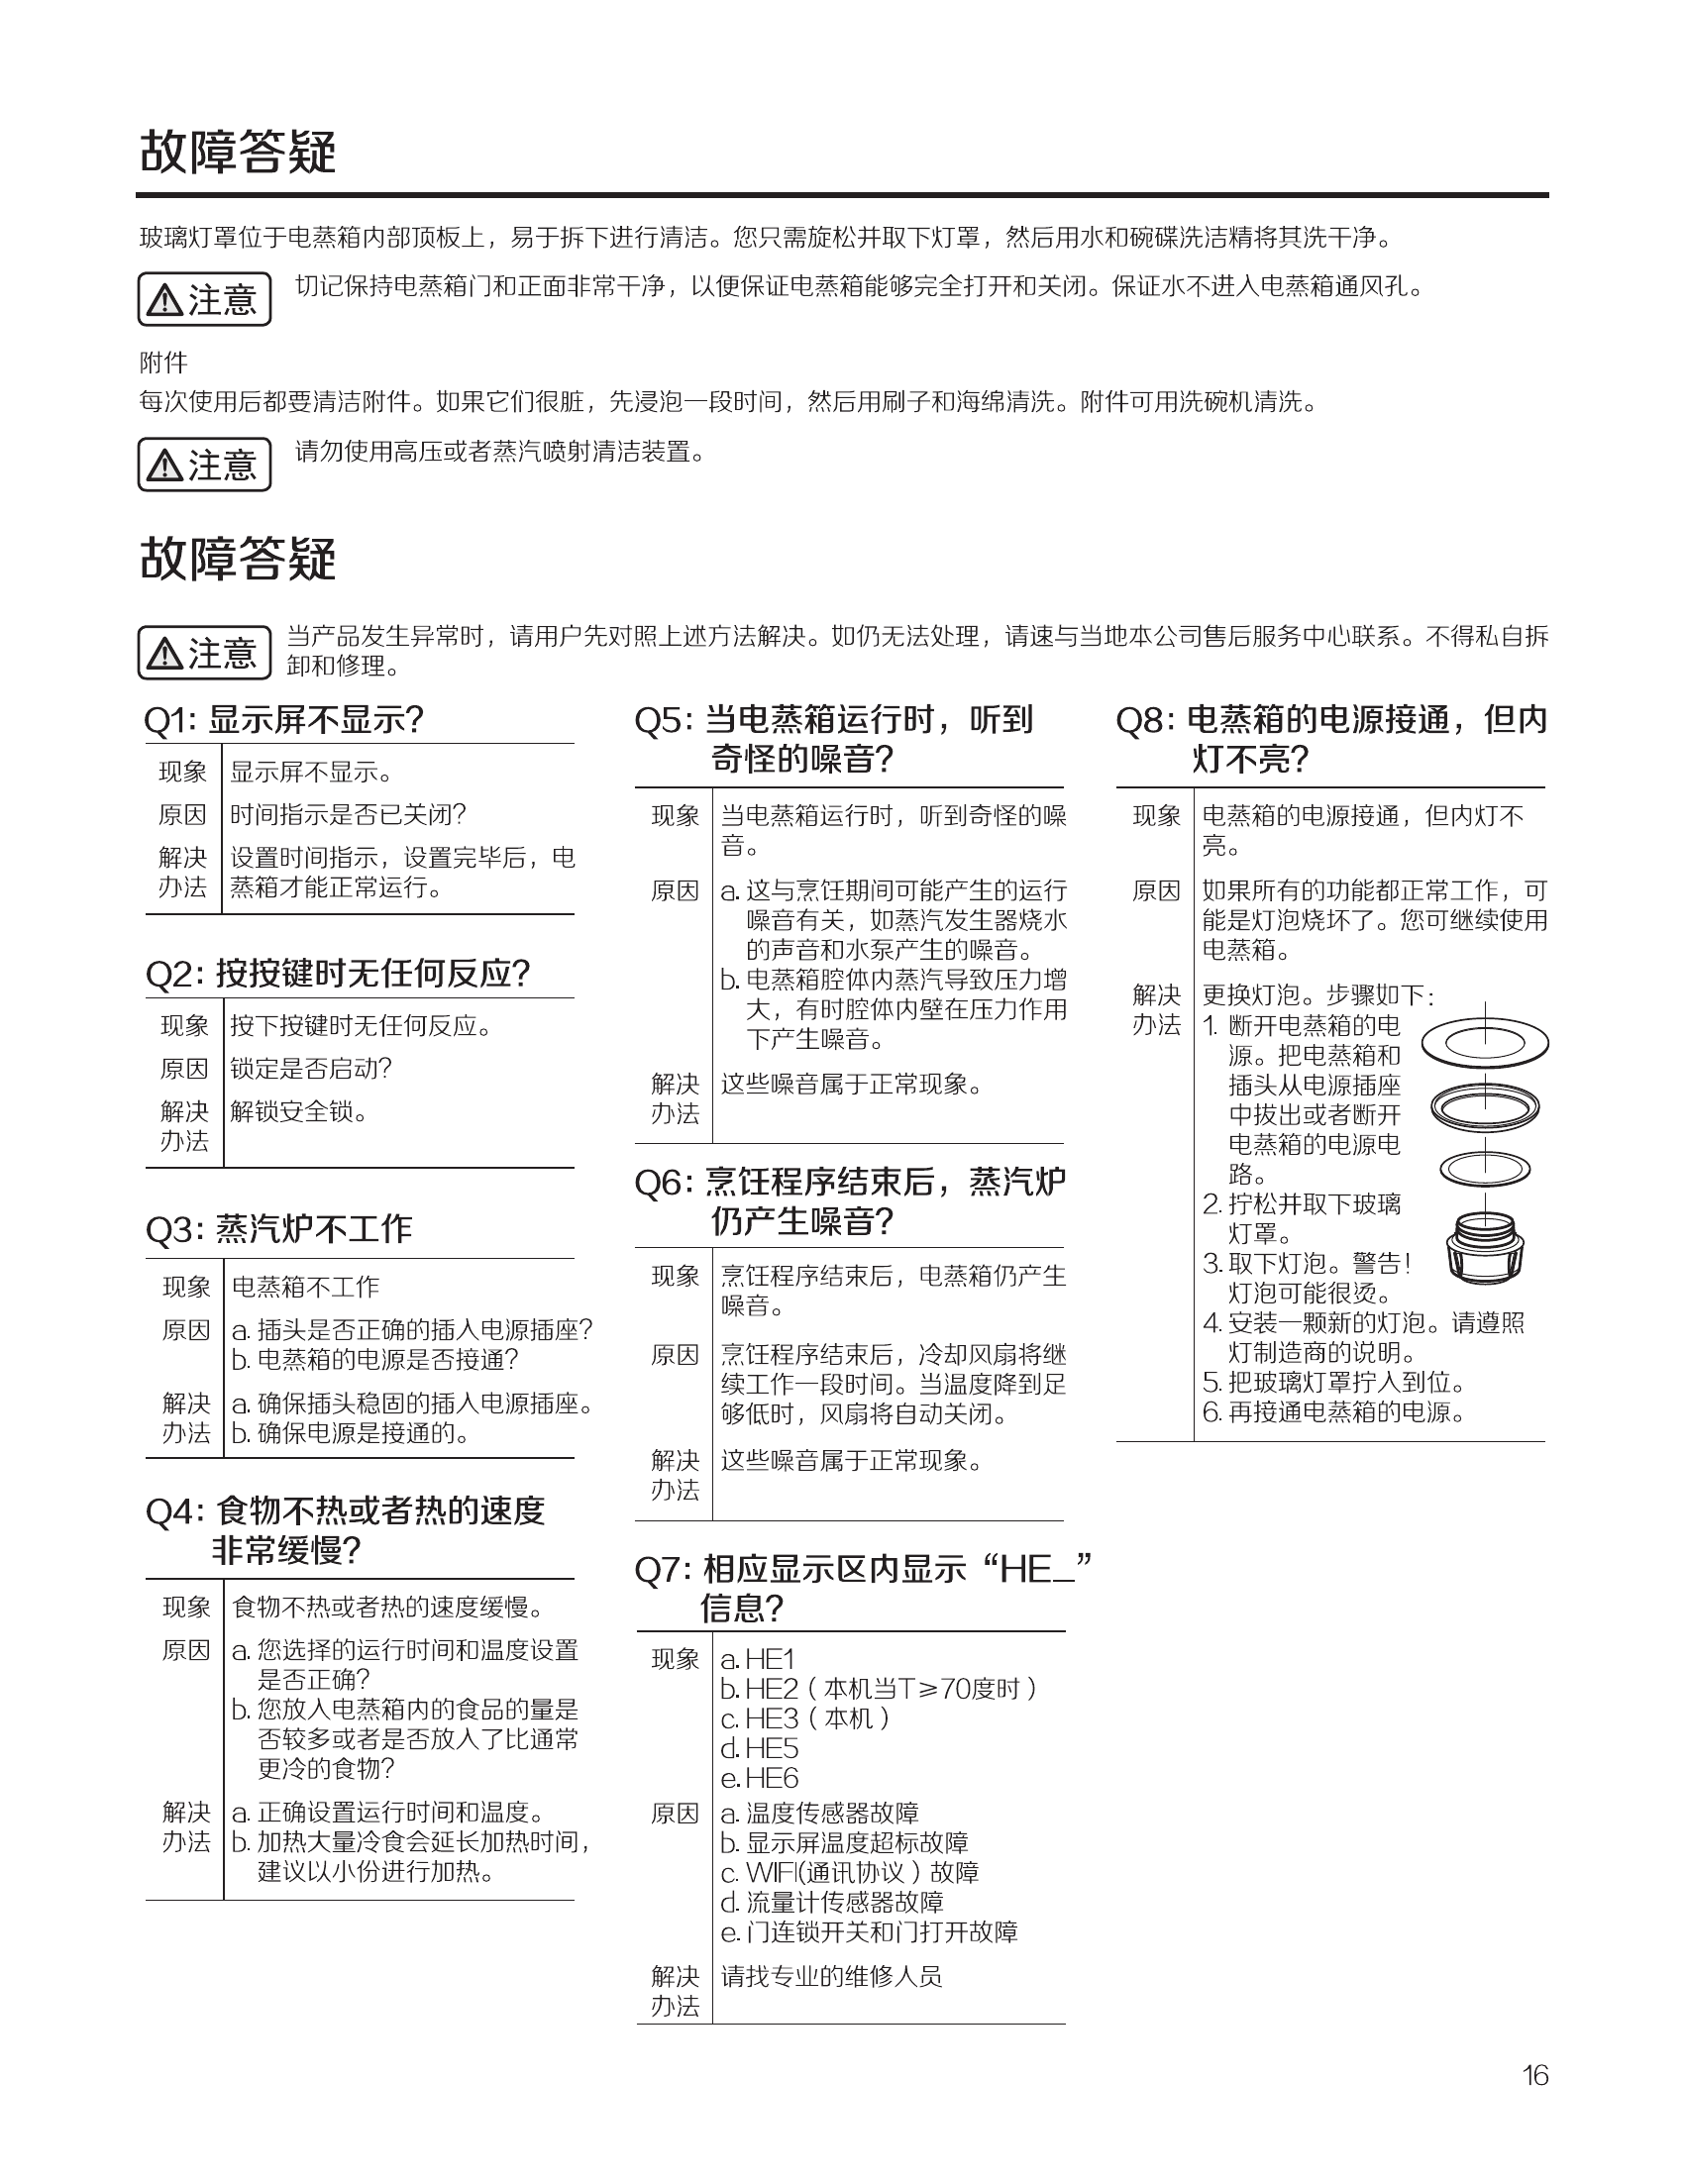 故障答疑
玻璃灯罩位于电蒸箱内部顶板上，易于拆下进行清洁。您只需旋松并取下灯罩，然后用水和碗碟洗洁精将其洗干净。
注意
切记保持电蒸箱门和正面非常干净，以便保证电蒸箱能够完全打开和关闭。保证水不进入电蒸箱通风孔。
附件
每次使用后都要清洁附件。如果它们很脏，先浸泡一段时间，然后用刷子和海绵清洗。附件可用洗碗机清洗。
注意
请勿使用高压或者蒸汽喷射清洁装置。
故障答疑
注意
当产品发生异常时，请用户先对照上述方法解决。如仍无法处理，请速与当地本公司售后服务中心联系。不得私自拆
卸和修理。
Q1: 显示屏不显示?
现象 显示屏不显示。
原因 时间指示是否已关闭?
解决 设置时间指示，设置完毕后，电
办法 蒸箱才能正常运行。
Q2: 按按键时无任何反应?
现象 按下按键时无任何反应。
原因 锁定是否启动?
解决 解锁安全锁。
办法
Q3: 蒸汽炉不工作
现象 电蒸箱不工作
原因 a. 插头是否正确的插入电源插座?
b. 电蒸箱的电源是否接通?
解决 a. 确保插头稳固的插入电源插座。
办法 b. 确保电源是接通的。
Q4: 食物不热或者热的速度
非常缓慢?
现象 食物不热或者热的速度缓慢。
原因 a. 您选择的运行时间和温度设置
是否正确?
b. 您放入电蒸箱内的食品的量是
否较多或者是否放入了比通常
更冷的食物?
解决 a. 正确设置运行时间和温度。
办法 b. 加热大量冷食会延长加热时间，
建议以小份进行加热。
Q5: 当电蒸箱运行时，听到
奇怪的噪音?
现象 当电蒸箱运行时，听到奇怪的噪
音。
原因 a. 这与烹饪期间可能产生的运行
噪音有关，如蒸汽发生器烧水
的声音和水泵产生的噪音。
b. 电蒸箱腔体内蒸汽导致压力增
大，有时腔体内壁在压力作用
下产生噪音。
解决 这些噪音属于正常现象。
办法
Q6: 烹饪程序结束后，蒸汽炉
仍产生噪音?
现象 烹饪程序结束后，电蒸箱仍产生
噪音。
原因 烹饪程序结束后，冷却风扇将继
续工作一段时间。当温度降到足
够低时，风扇将自动关闭。
解决 这些噪音属于正常现象。
办法
Q7: 相应显示区内显示“HE_”
信息?
现象 a. HE1
b. HE2（本机当T≥70度时）
c. HE3（本机）
d. HE5
e. HE6
原因 a. 温度传感器故障
b. 显示屏温度超标故障
c. WIFI(通讯协议）故障
d. 流量计传感器故障
e. 门连锁开关和门打开故障
解决 请找专业的维修人员
办法
Q8: 电蒸箱的电源接通，但内
灯不亮?
现象 电蒸箱的电源接通，但内灯不
亮。
原因 如果所有的功能都正常工作，可
能是灯泡烧坏了。您可继续使用
电蒸箱。
解决 更换灯泡。步骤如下:
办法 1. 断开电蒸箱的电
源。把电蒸箱和
插头从电源插座
中拔出或者断开
电蒸箱的电源电
路。
2. 拧松并取下玻璃
灯罩。
3. 取下灯泡。警告!
灯泡可能很烫。
4. 安装一颗新的灯泡。请遵照
灯制造商的说明。
5. 把玻璃灯罩拧入到位。
6. 再接通电蒸箱的电源。
16